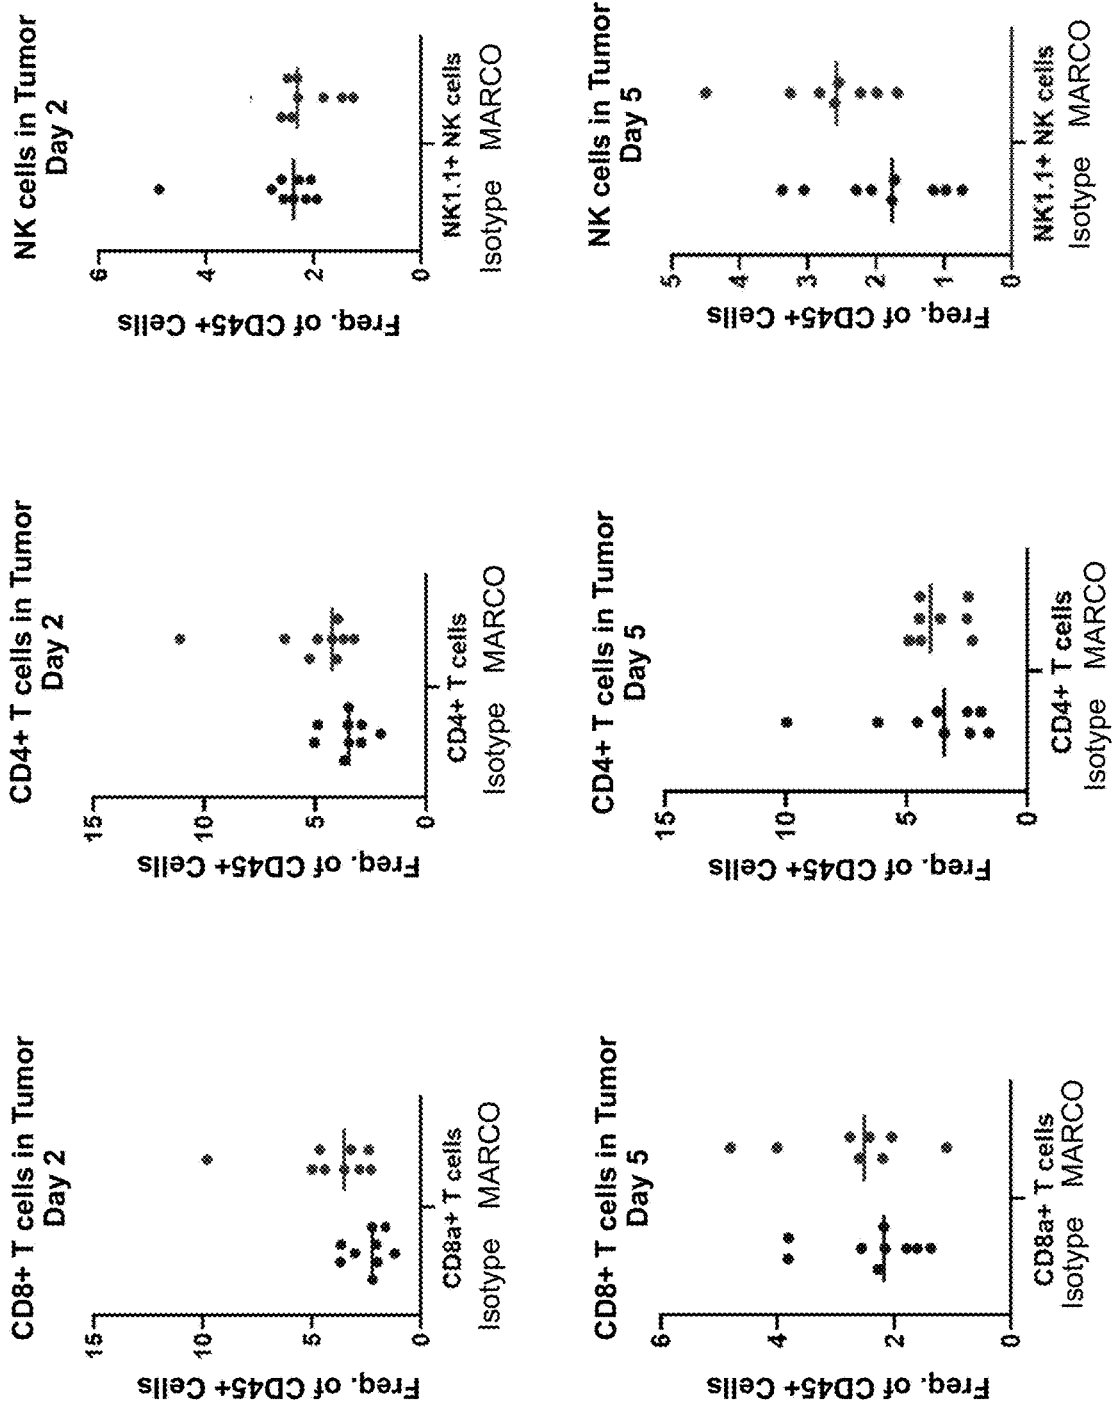 CD8+ T cells in Tumor
Day 2
Freq. of CD45+ Cells
15
10
5
0
CD8a+ T cells
Isotype MARCO
CD4+ T cells in Tumor
Day 2
Freq. of CD45+ Cells
15
10
5
0
CD4+ T cells
Isotype MARCO
NK cells in Tumor
Day 2
Freq. of CD45+ Cells
6
4
2
0
NK1.1+ NK cells
Isotype MARCO
CD8+ T cells in Tumor
Day 5
Freq. of CD45+ Cells
6
4
2
0
CD8a+ T cells
Isotype MARCO
CD4+ T cells in Tumor
Day 5
Freq. of CD45+ Cells
15
10
5
0
CD4+ T cells
Isotype MARCO
NK cells in Tumor
Day 5
Freq. of CD45+ Cells
5
4
3
2
1
0
NK1.1+ NK cells
Isotype MARCO